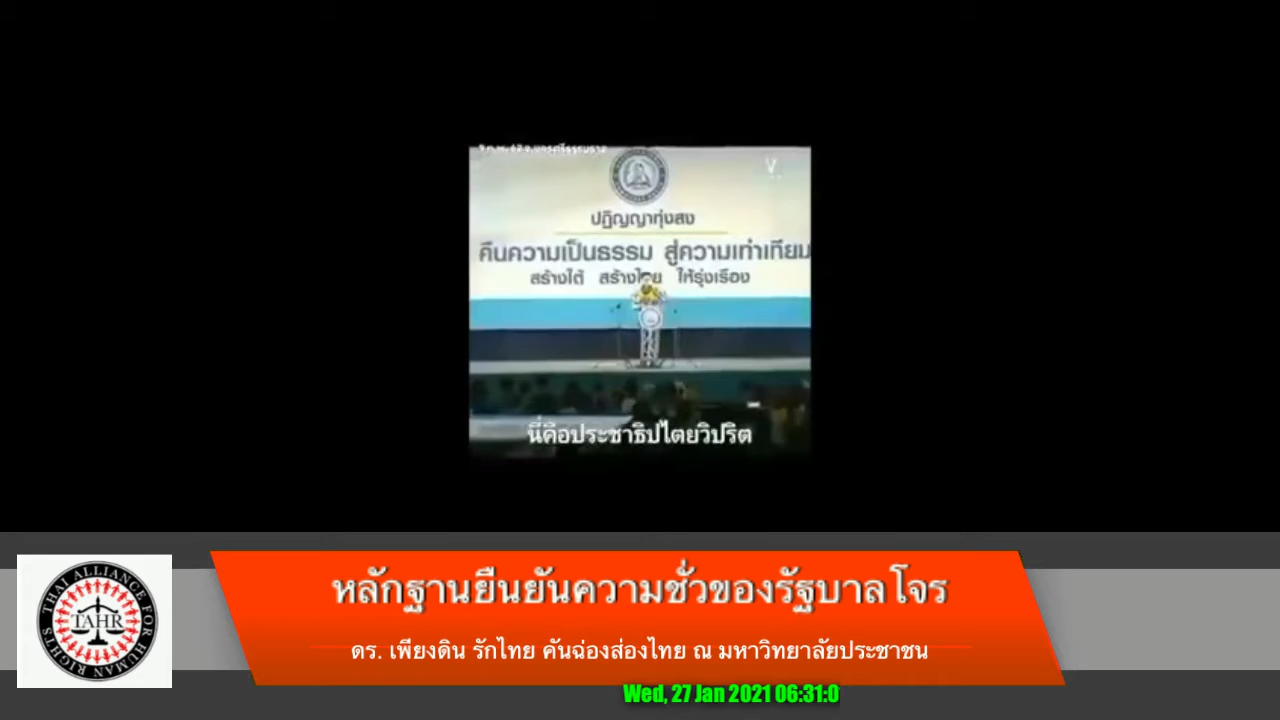 V
ปฏิญญาทุ่งสง
คืนความเป็นธรรม สู่ความเท่าเทียม
สร้างใต้ สร้างไทย ให้รุ่งเรือง
นี่คือประชาธิปไตยวิปริต
THAI ALLIANCE FOR HUMAN RIGHTS
TAHR
หลักฐานยืนยันความชั่วของรัฐบาลโจร
ดร. เพียงดิน รักไทย คันฉ่องส่องไทย ณ มหาวิทยาลัยประชาชน
Wed, 27 Jan 2021 06:31:0